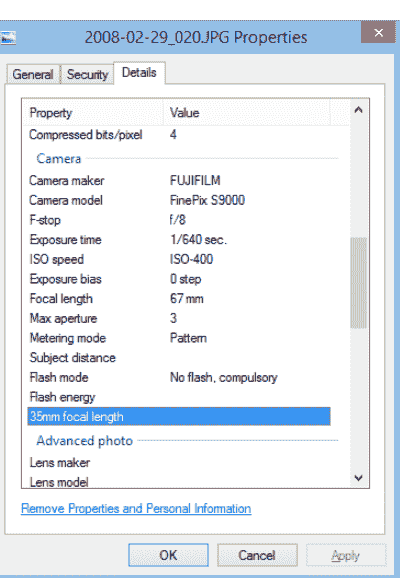 2008-02-29_020.JPG Properties
General Security Details
Property Value
Compressed bits/pixel 4
Camera
Camera maker FUJIFILM
Camera model FinePix S9000
F-stop f/8
Exposure time 1/640 sec.
ISO speed ISO-400
Exposure bias 0 step
Focal length 67 mm
Max aperture 3
Metering mode Pattern
Subject distance
Flash mode No flash, compulsory
Flash energy
35mm focal length
Advanced photo
Lens maker
Lens model
Remove Properties and Personal Information
OK Cancel Apply